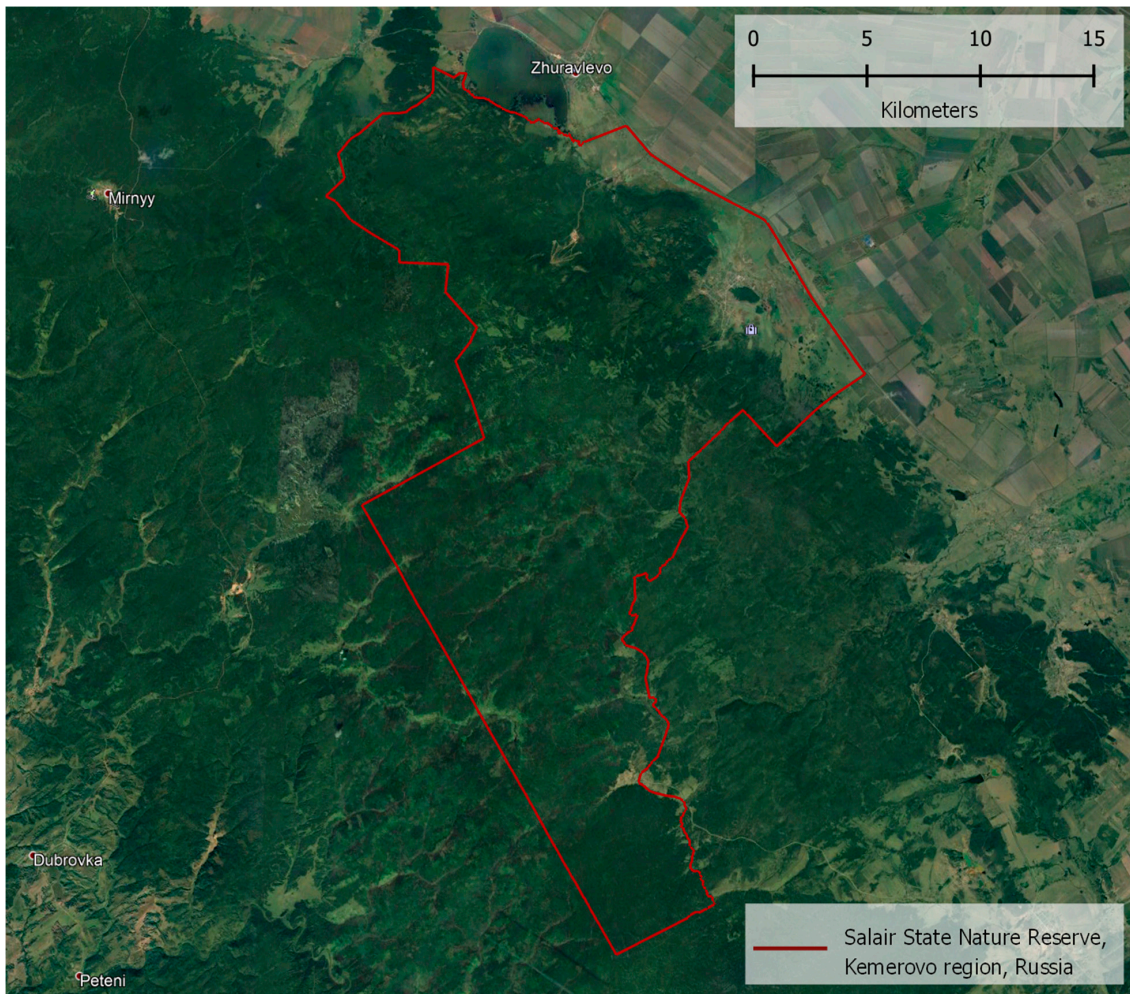 0 5 10 15
Kilometers
Zhuravlevo
Mirnyy
Dubrovka
Peteni
Salair State Nature Reserve,
Kemerovo region, Russia